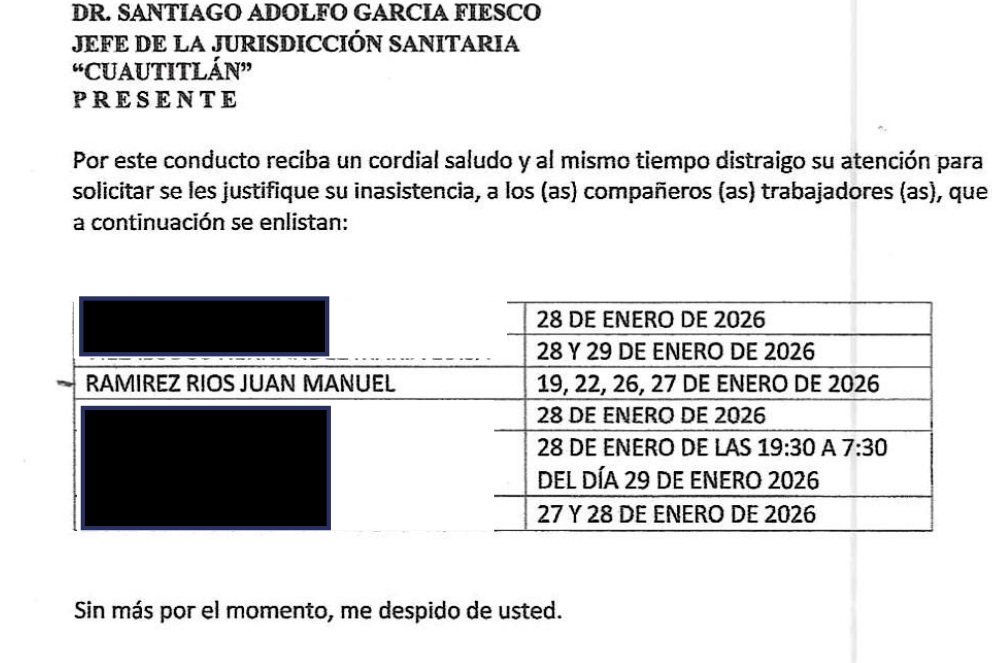 DR. SANTIAGO ADOLFO GARCIA FIESCO
JEFE DE LA JURISDICCIÓN SANITARIA
“CUAUTITLÁN”
P R E S E N T E
Por este conducto reciba un cordial saludo y al mismo tiempo distraigo su atención para
solicitar se les justifique su inasistencia, a los (as) compañeros (as) trabajadores (as), que
a continuación se enlistan:
28 DE ENERO DE 2026
28 Y 29 DE ENERO DE 2026
RAMIREZ RIOS JUAN MANUEL 19, 22, 26, 27 DE ENERO DE 2026
28 DE ENERO DE 2026
28 DE ENERO DE LAS 19:30 A 7:30
DEL DÍA 29 DE ENERO 2026
27 Y 28 DE ENERO DE 2026
Sin más por el momento, me despido de usted.